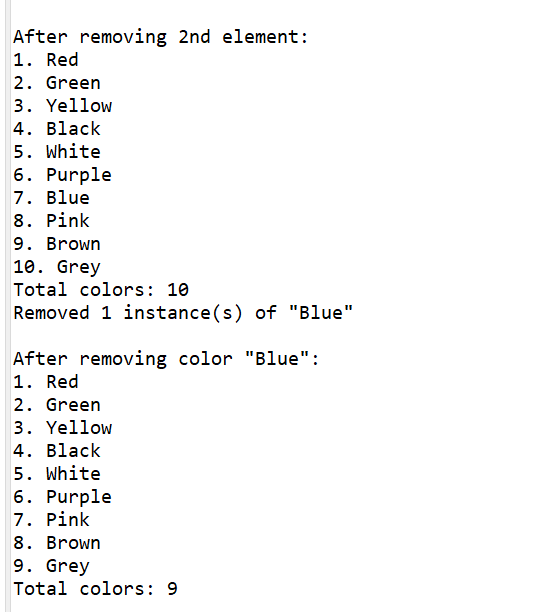 After removing 2nd element:
1. Red
2. Green
3. Yellow
4. Black
5. White
6. Purple
7. Blue
8. Pink
9. Brown
10. Grey
Total colors: 10
Removed 1 instance(s) of "Blue"
After removing color "Blue":
1. Red
2. Green
3. Yellow
4. Black
5. White
6. Purple
7. Pink
8. Brown
9. Grey
Total colors: 9